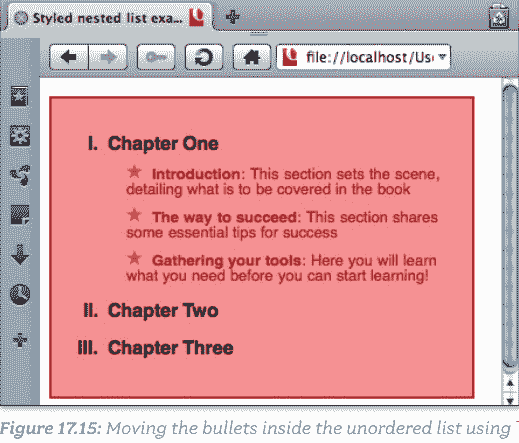 Styled nested list exa...
file://localhost/Us
I. Chapter One
★ Introduction: This section sets the scene,
detailing what is to be covered in the book
★ The way to succeed: This section shares
some essential tips for success
★ Gathering your tools: Here you will learn
what you need before you can start learning!
II. Chapter Two
III. Chapter Three
Figure 17.15: Moving the bullets inside the unordered list using